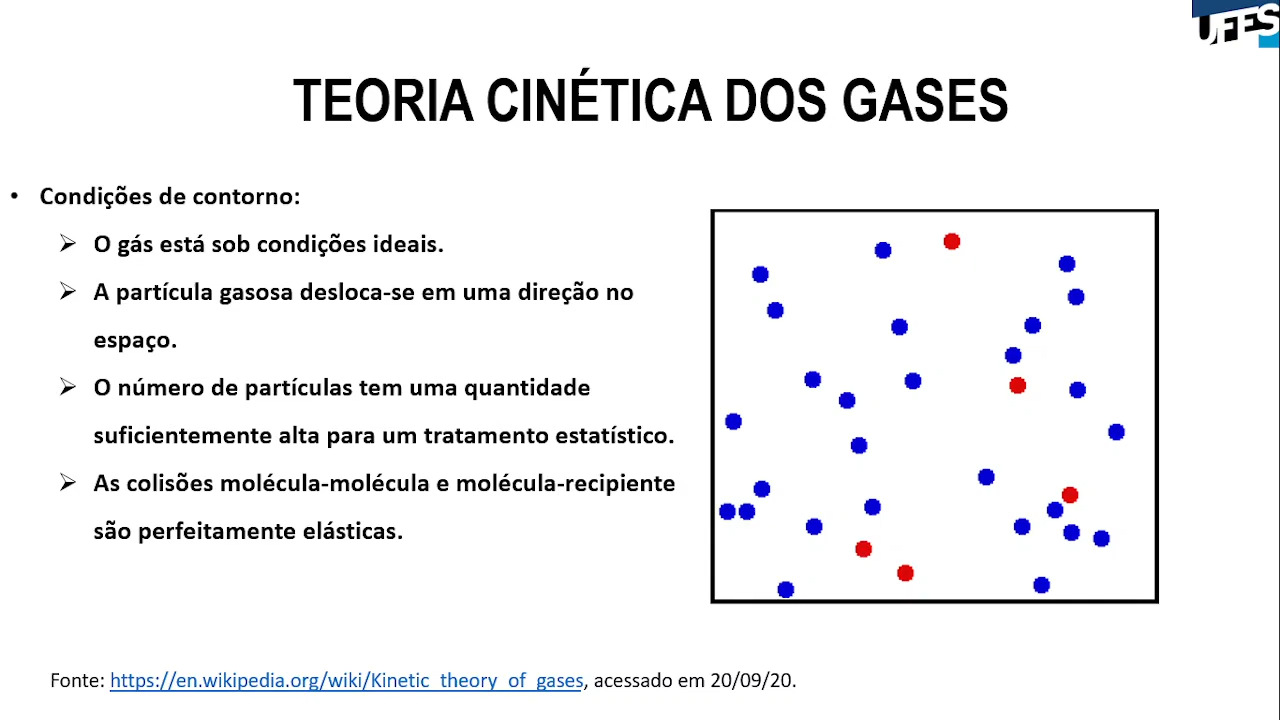 UFES
TEORIA CINÉTICA DOS GASES
• Condições de contorno:
➢ O gás está sob condições ideais.
➢ A partícula gasosa desloca-se em uma direção no
espaço.
➢ O número de partículas tem uma quantidade
suficientemente alta para um tratamento estatístico.
➢ As colisões molécula-molécula e molécula-recipiente
são perfeitamente elásticas.
Fonte: https://en.wikipedia.org/wiki/Kinetic_theory_of_gases, acessado em 20/09/20.